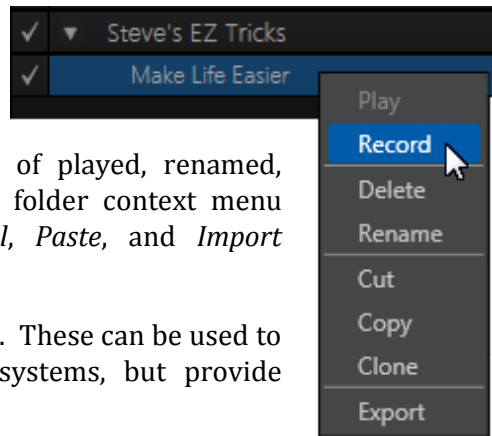 ✓ ▼ Steve's EZ Tricks
✓ Make Life Easier
Play
Record
Delete
Rename
Cut
Copy
Clone
Export
of played, renamed,
folder context menu
l, Paste, and Import
. These can be used to
systems, but provide